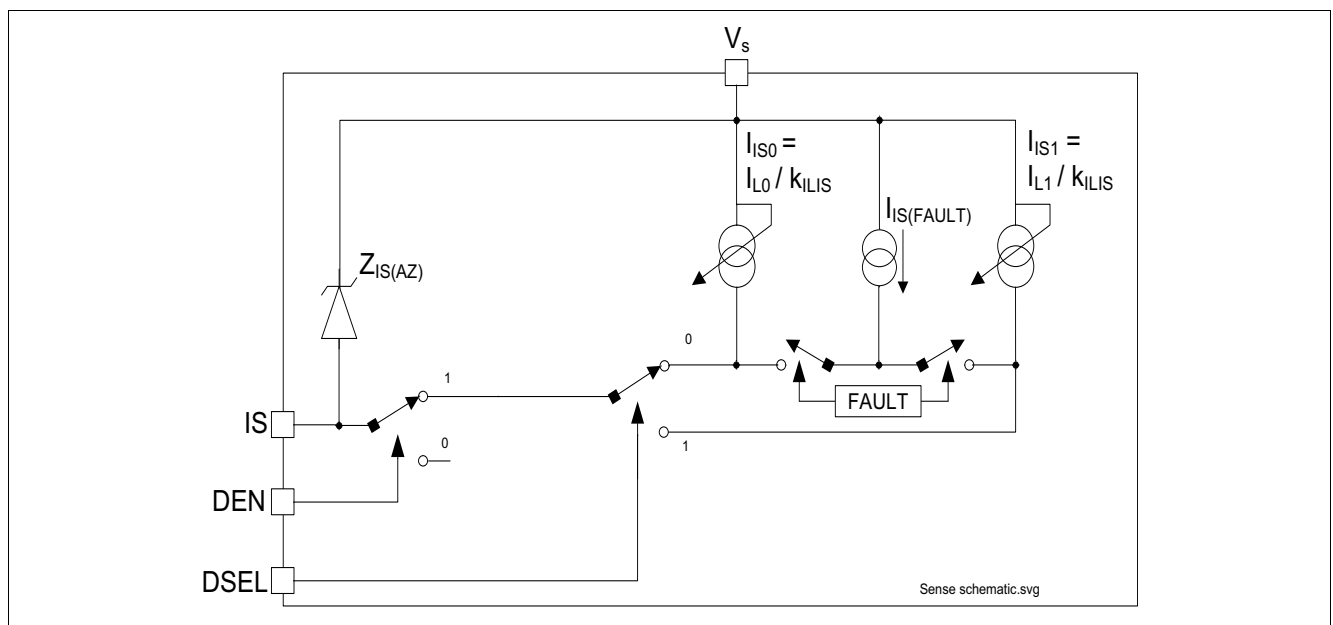 Vs
IIS0 =
IL0 / kILIS
IIS1 =
IL1 / kILIS
IIS(FAULT)
ZIS(AZ)
0
1
FAULT
IS
0
1
DEN
DSEL
Sense schematic.svg